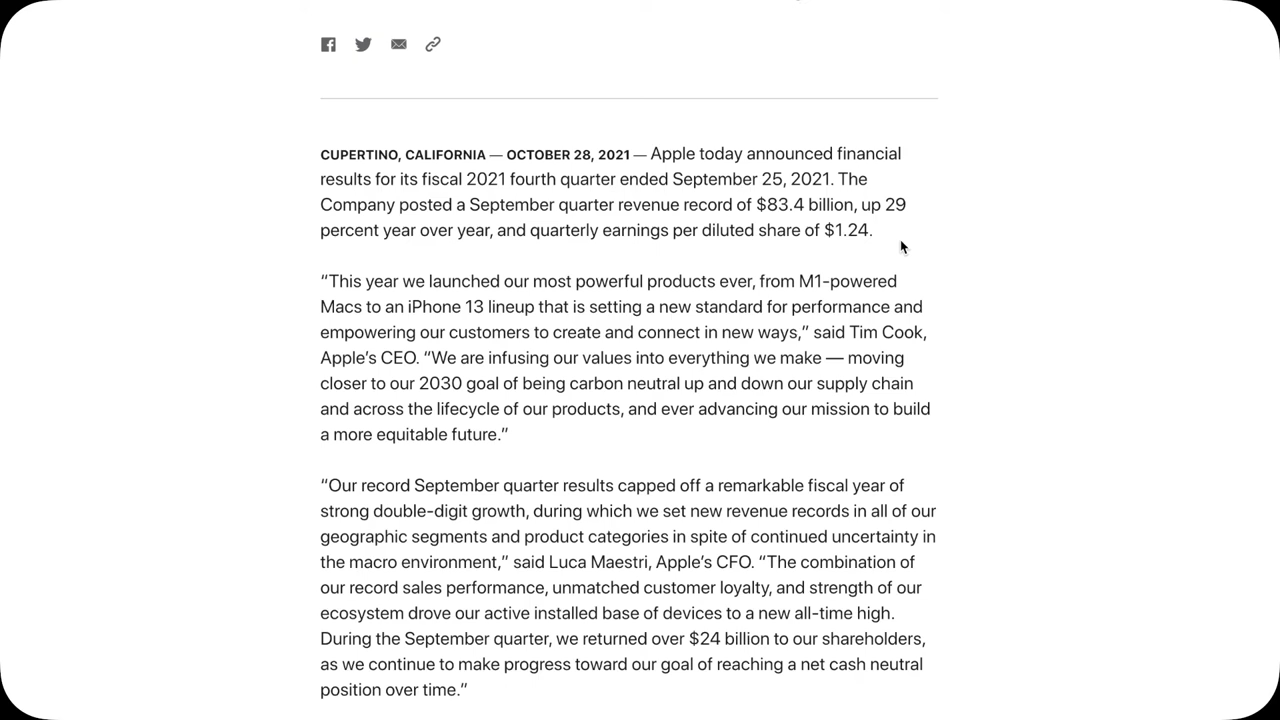 CUPERTINO, CALIFORNIA — OCTOBER 28, 2021 — Apple today announced financial
results for its fiscal 2021 fourth quarter ended September 25, 2021. The
Company posted a September quarter revenue record of $83.4 billion, up 29
percent year over year, and quarterly earnings per diluted share of $1.24.
“This year we launched our most powerful products ever, from M1-powered
Macs to an iPhone 13 lineup that is setting a new standard for performance and
empowering our customers to create and connect in new ways,” said Tim Cook,
Apple’s CEO. “We are infusing our values into everything we make — moving
closer to our 2030 goal of being carbon neutral up and down our supply chain
and across the lifecycle of our products, and ever advancing our mission to build
a more equitable future.”
“Our record September quarter results capped off a remarkable fiscal year of
strong double-digit growth, during which we set new revenue records in all of our
geographic segments and product categories in spite of continued uncertainty in
the macro environment,” said Luca Maestri, Apple’s CFO. “The combination of
our record sales performance, unmatched customer loyalty, and strength of our
ecosystem drove our active installed base of devices to a new all-time high.
During the September quarter, we returned over $24 billion to our shareholders,
as we continue to make progress toward our goal of reaching a net cash neutral
position over time.”